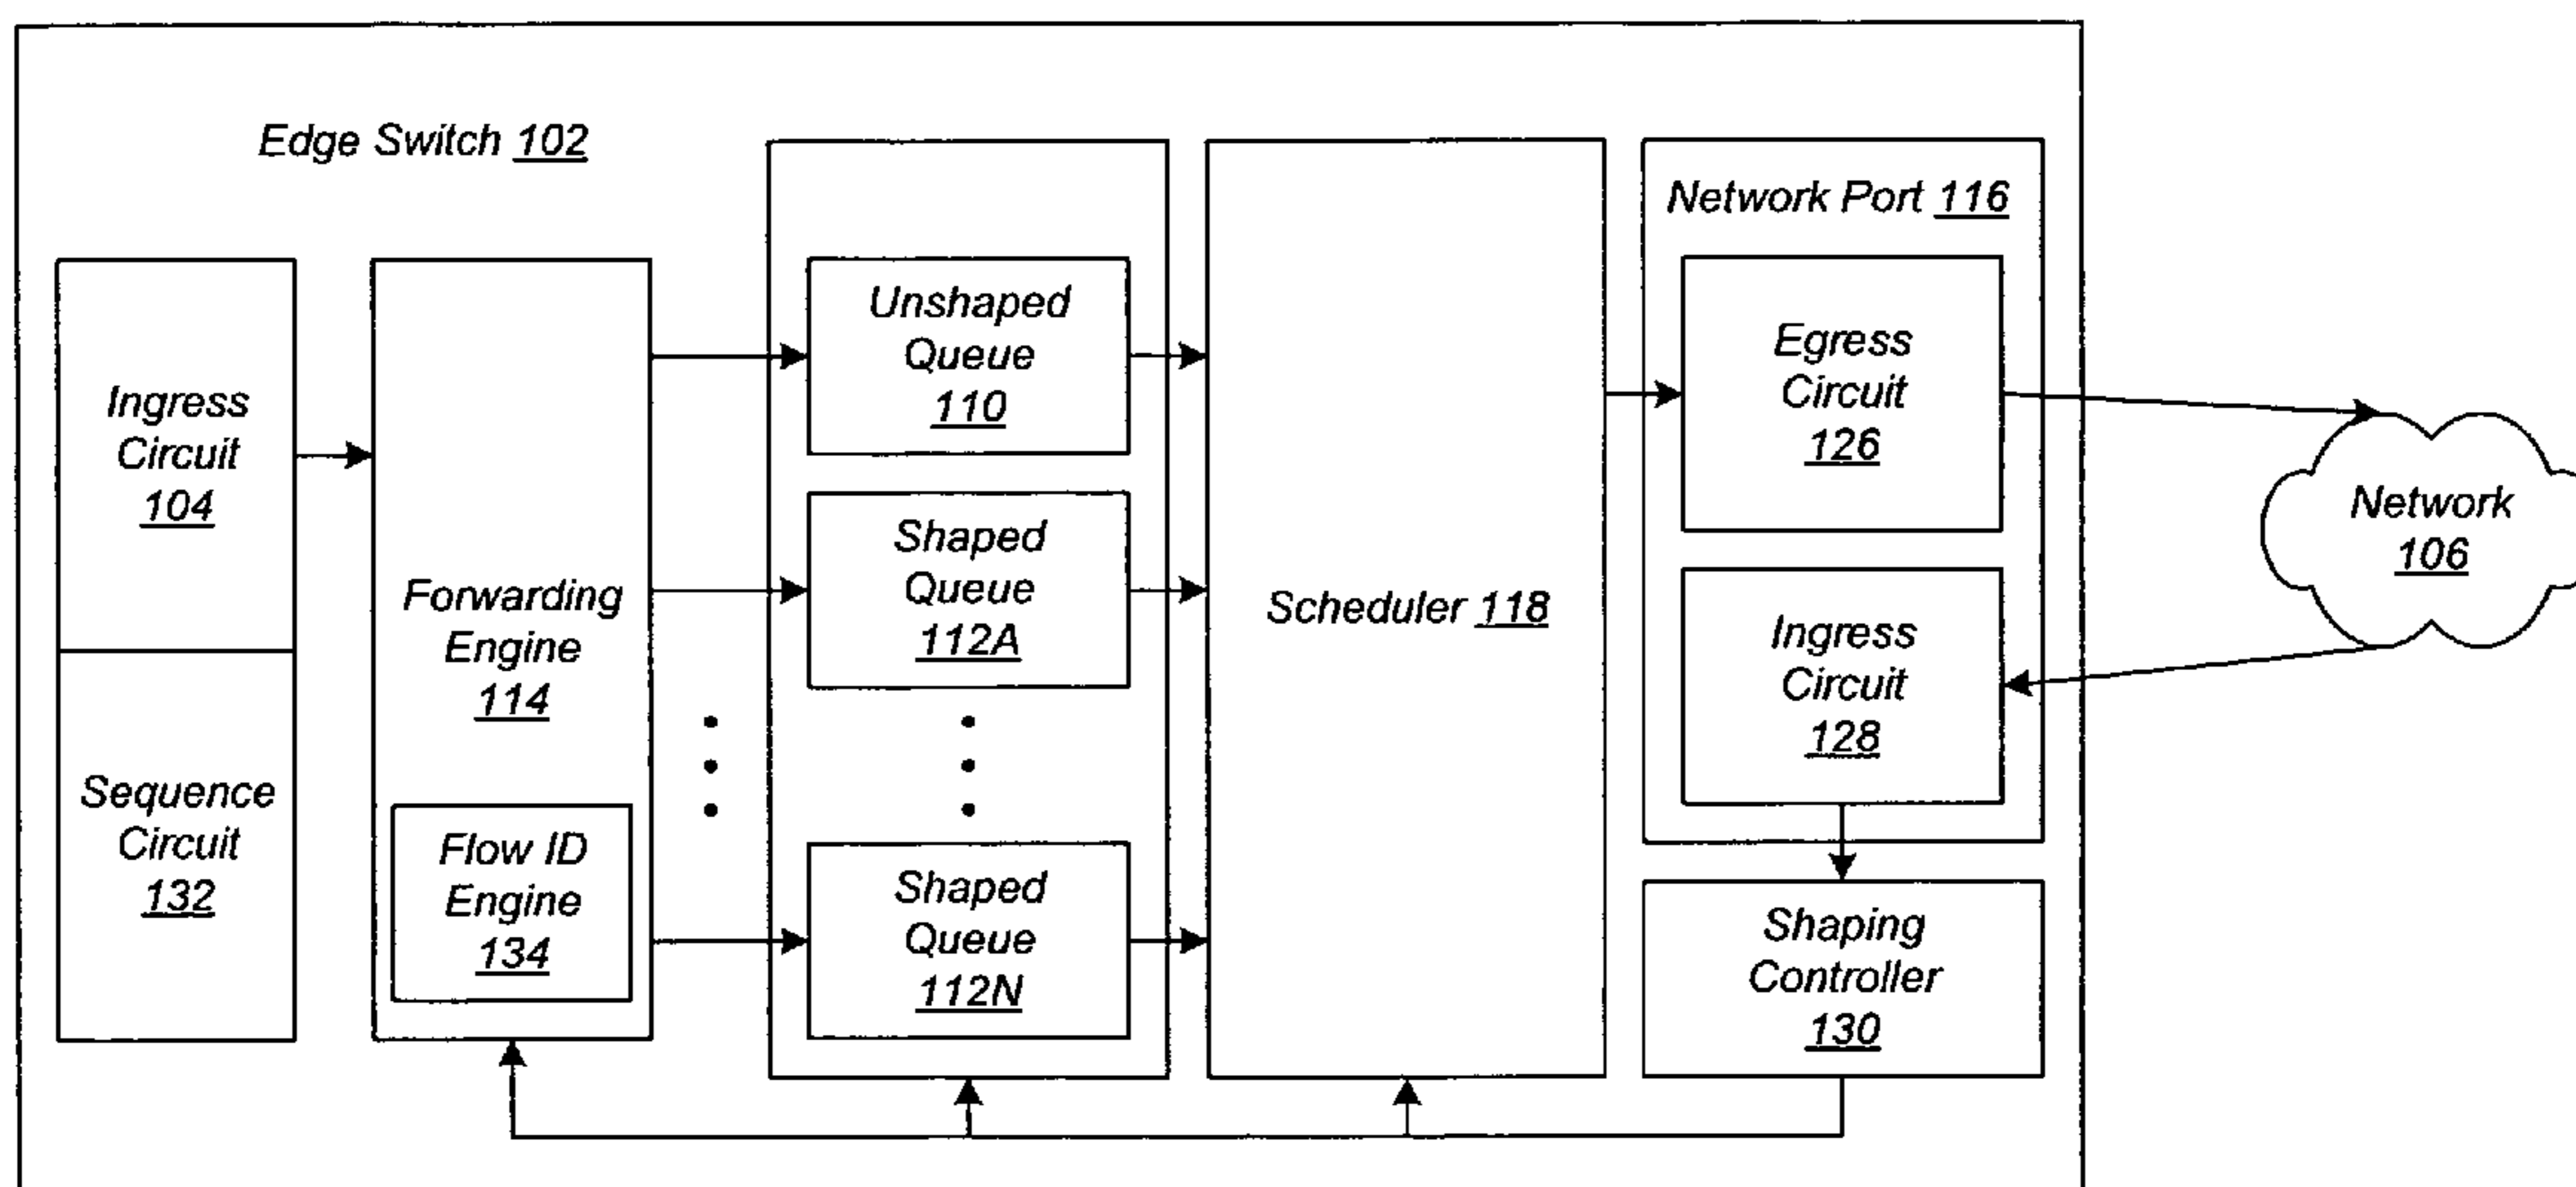 Edge Switch 102
Ingress
Circuit
104
Sequence
Circuit
132
Forwarding
Engine
114
Flow ID
Engine
134
Unshaped
Queue
110
Shaped
Queue
112A
Shaped
Queue
112N
Scheduler 118
Network Port 116
Egress
Circuit
126
Ingress
Circuit
128
Shaping
Controller
130
Network
106